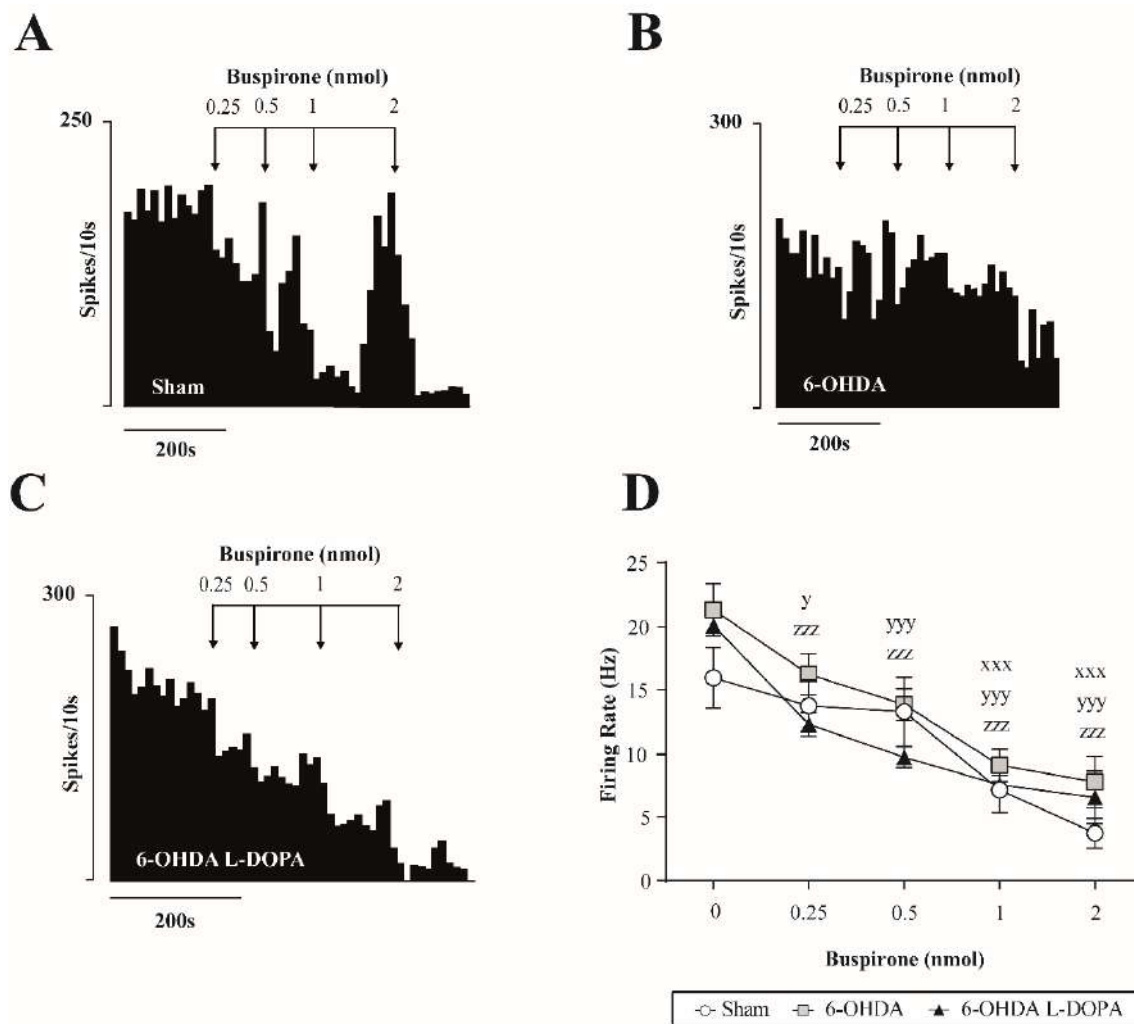 A
Buspirone (nmol)
0.25 0.5 1 2
250
Spikes/10s
Sham
200s
B
Buspirone (nmol)
0.25 0.5 1 2
300
Spikes/10s
6-OHDA
200s
C
Buspirone (nmol)
0.25 0.5 1 2
300
Spikes/10s
6-OHDA L-DOPA
200s
D
25
20
15
10
5
0
Firing Rate (Hz)
y
zzz
yyy
zzz
xxx
yyy
zzz
xxx
yyy
zzz
0 0.25 0.5 1 2
Buspirone (nmol)
Sham 6-OHDA 6-OHDA L-DOPA